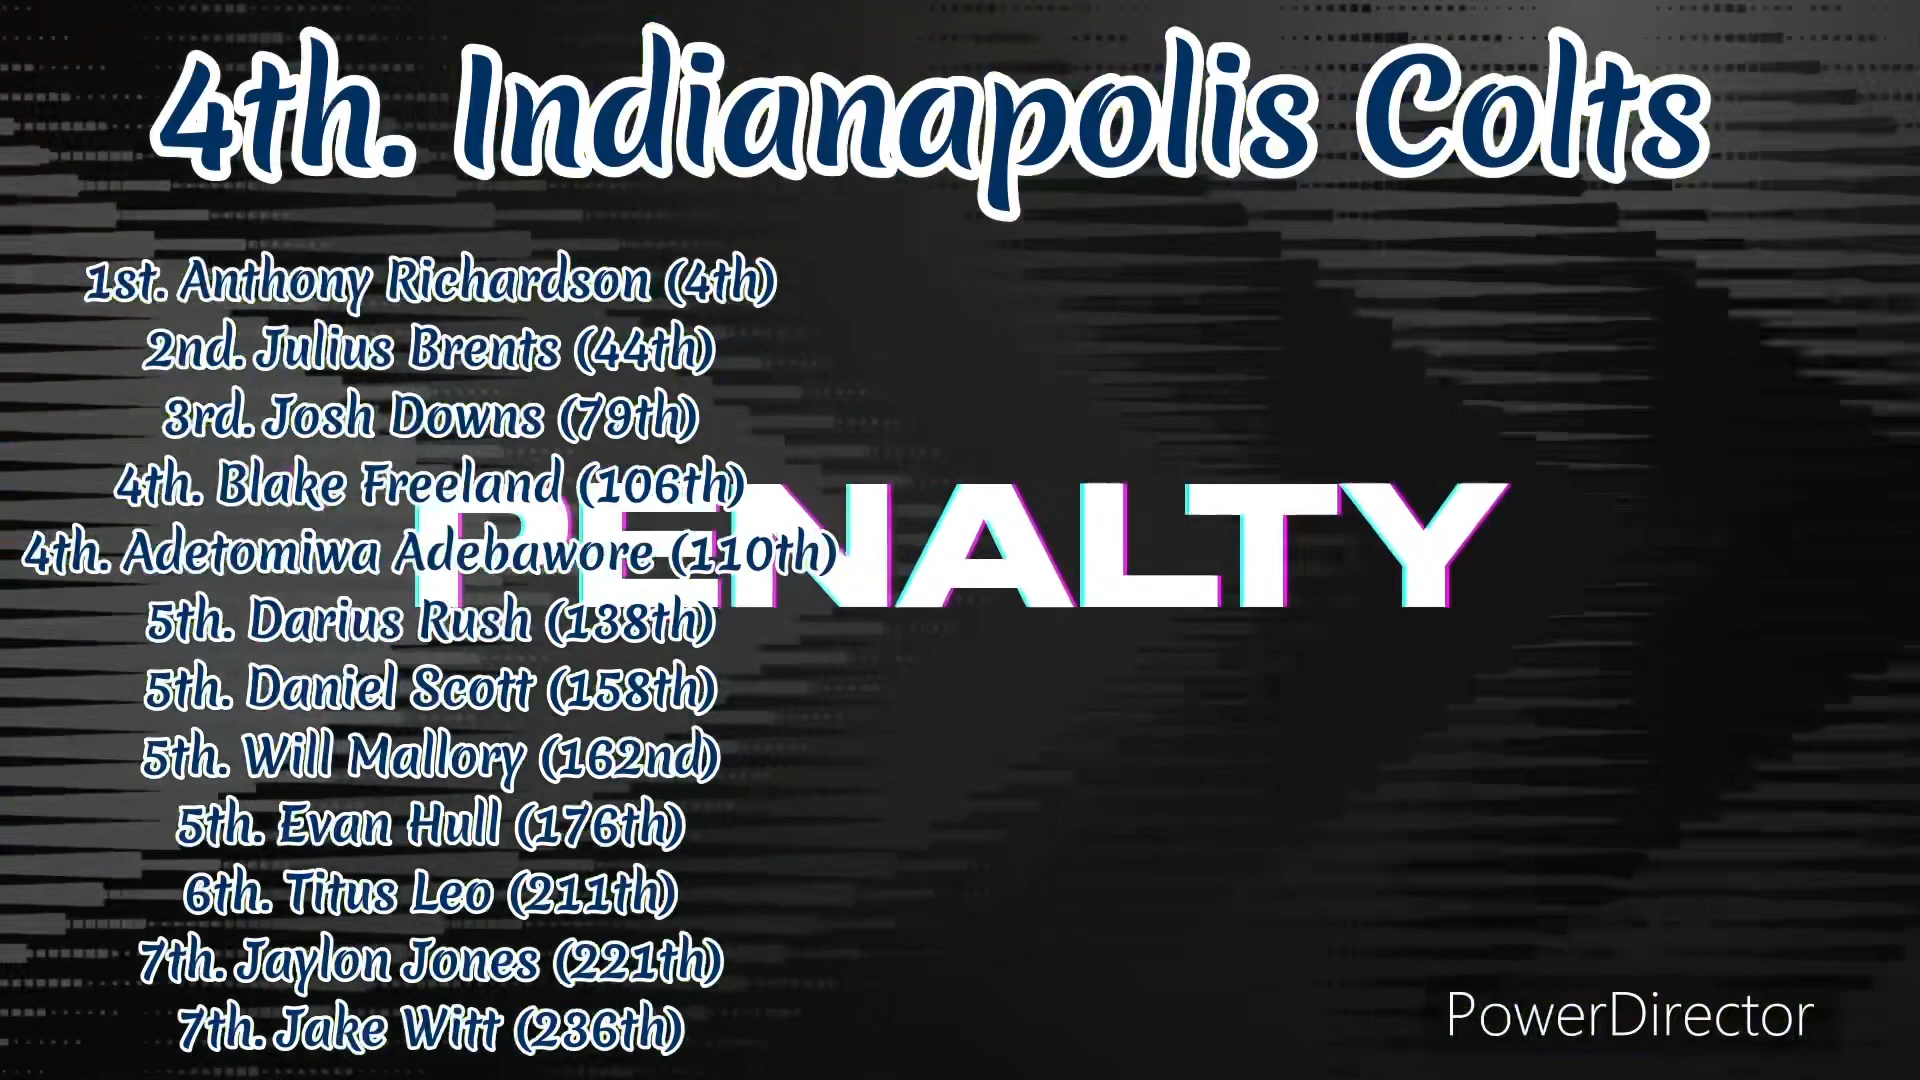 4th. Indianapolis Colts
1st. Anthony Richardson (4th)
2nd. Julius Brents (44th)
3rd. Josh Downs (79th)
4th. Blake Freeland (106th)
PENALTY
4th. Adetomiwa Adebawore (110th)
5th. Darius Rush (138th)
5th. Daniel Scott (158th)
5th. Will Mallory (162nd)
5th. Evan Hull (176th)
6th. Titus Leo (211th)
7th. Jaylon Jones (221th)
7th. Jake Witt (236th)
PowerDirector